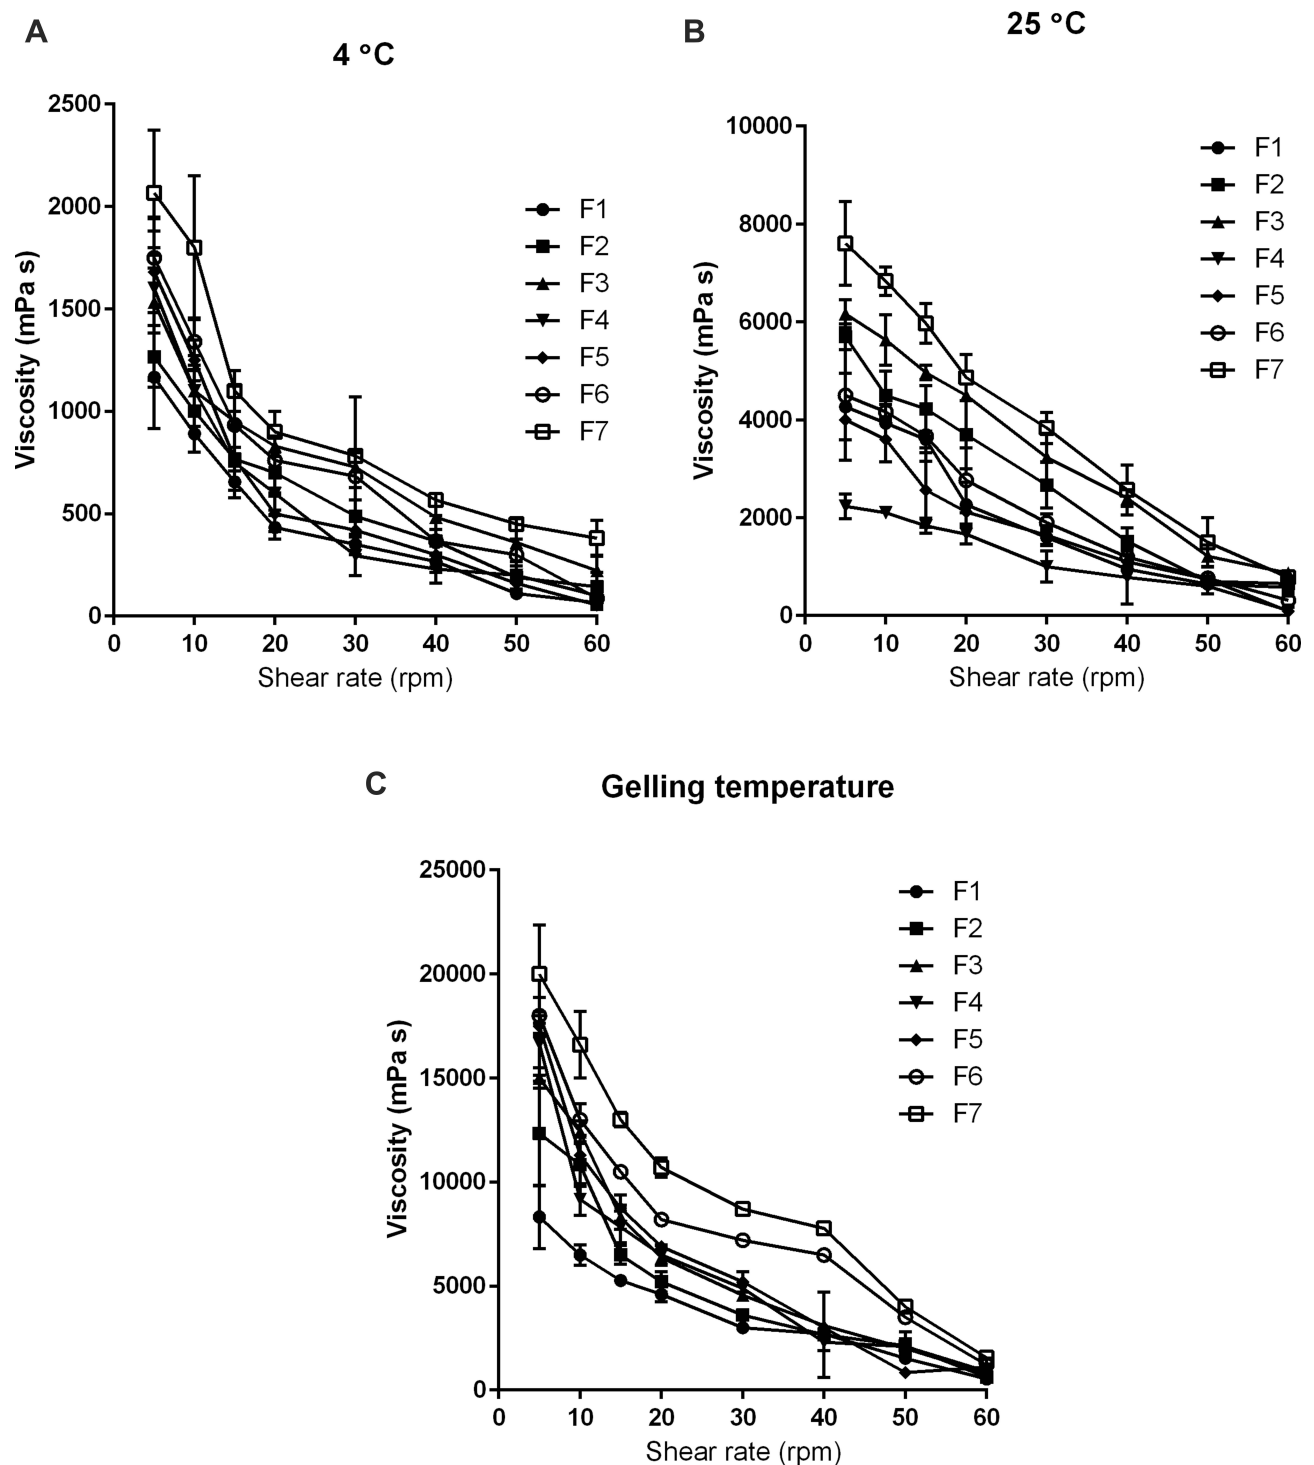 A
4 °C
2500
2000
1500
1000
500
0
Viscosity (mPa s)
0 10 20 30 40 50 60
Shear rate (rpm)
F1
F2
F3
F4
F5
F6
F7
B
25 °C
10000
8000
6000
4000
2000
0
Viscosity (mPa s)
0 10 20 30 40 50 60
Shear rate (rpm)
F1
F2
F3
F4
F5
F6
F7
C
Gelling temperature
25000
20000
15000
10000
5000
0
Viscosity (mPa s)
0 10 20 30 40 50 60
Shear rate (rpm)
F1
F2
F3
F4
F5
F6
F7